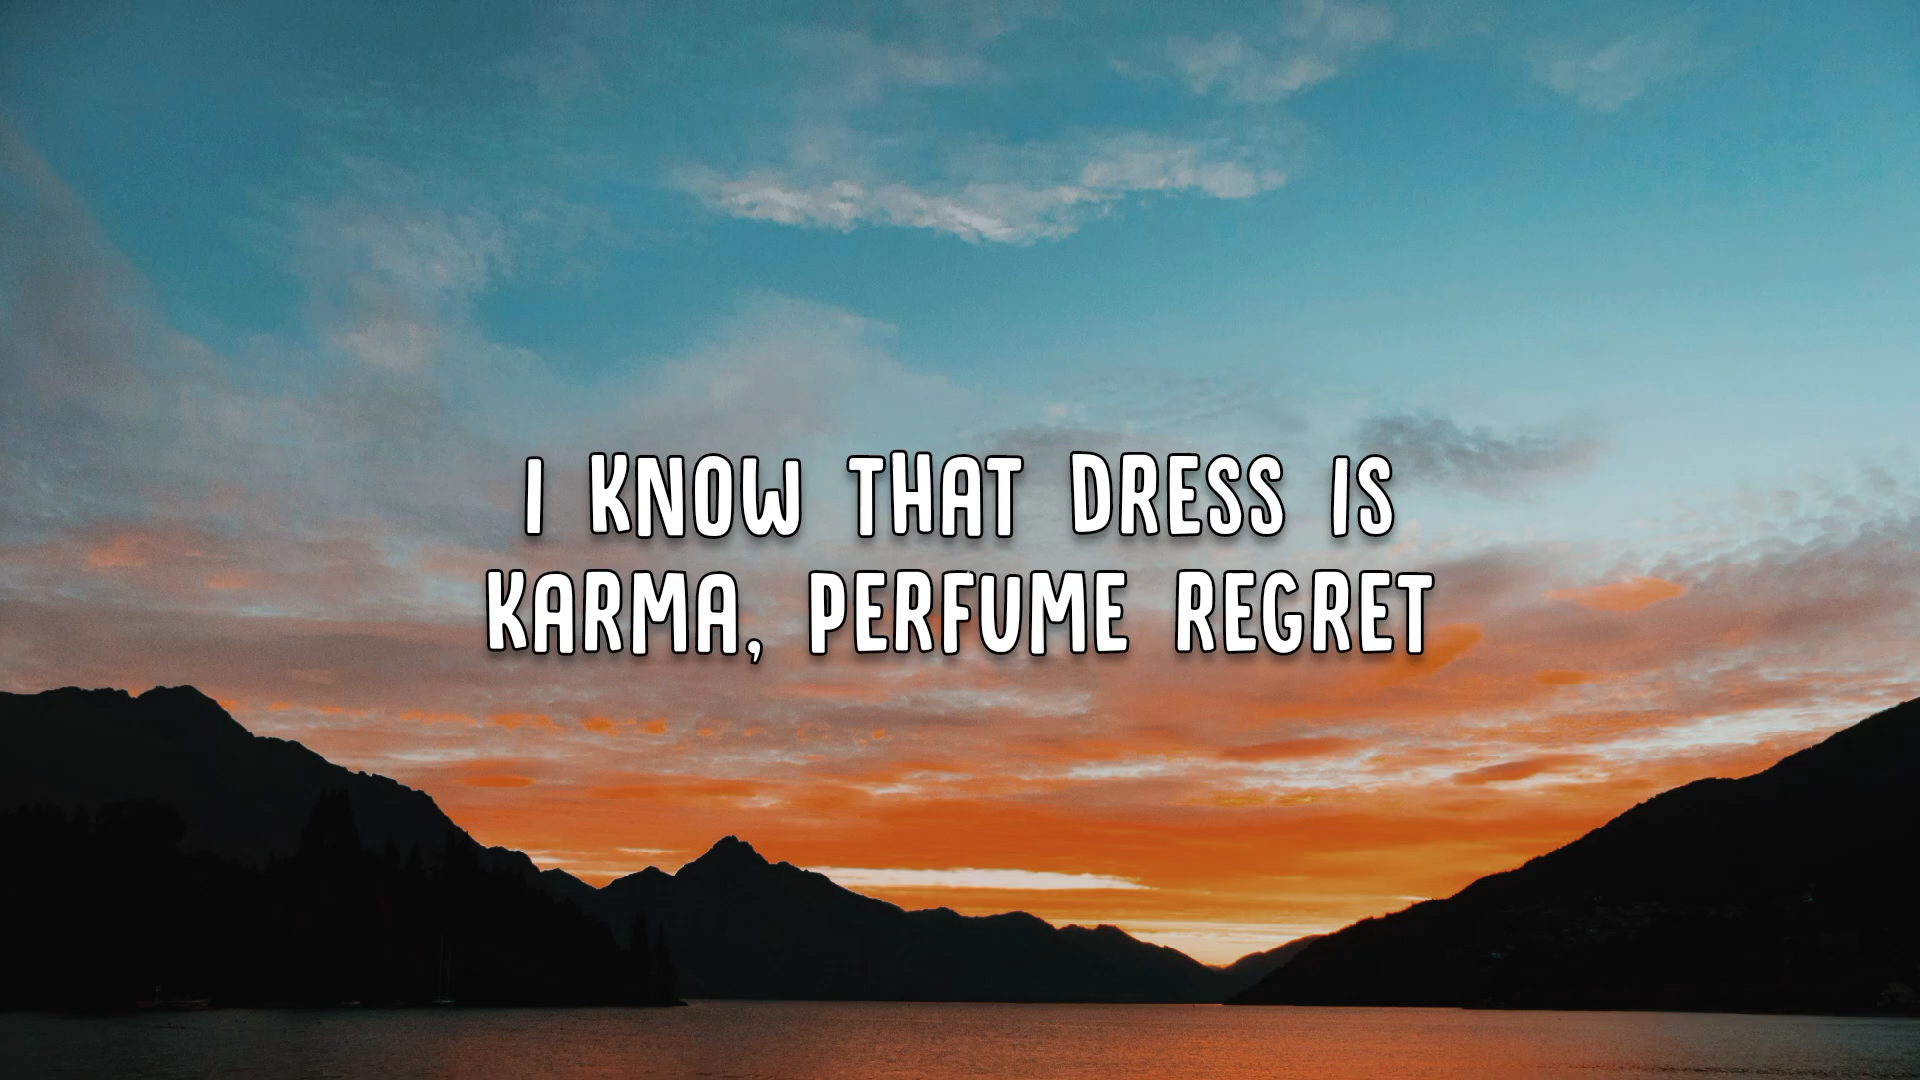 I KNOW THAT DRESS IS
KARMA, PERFUME REGRET